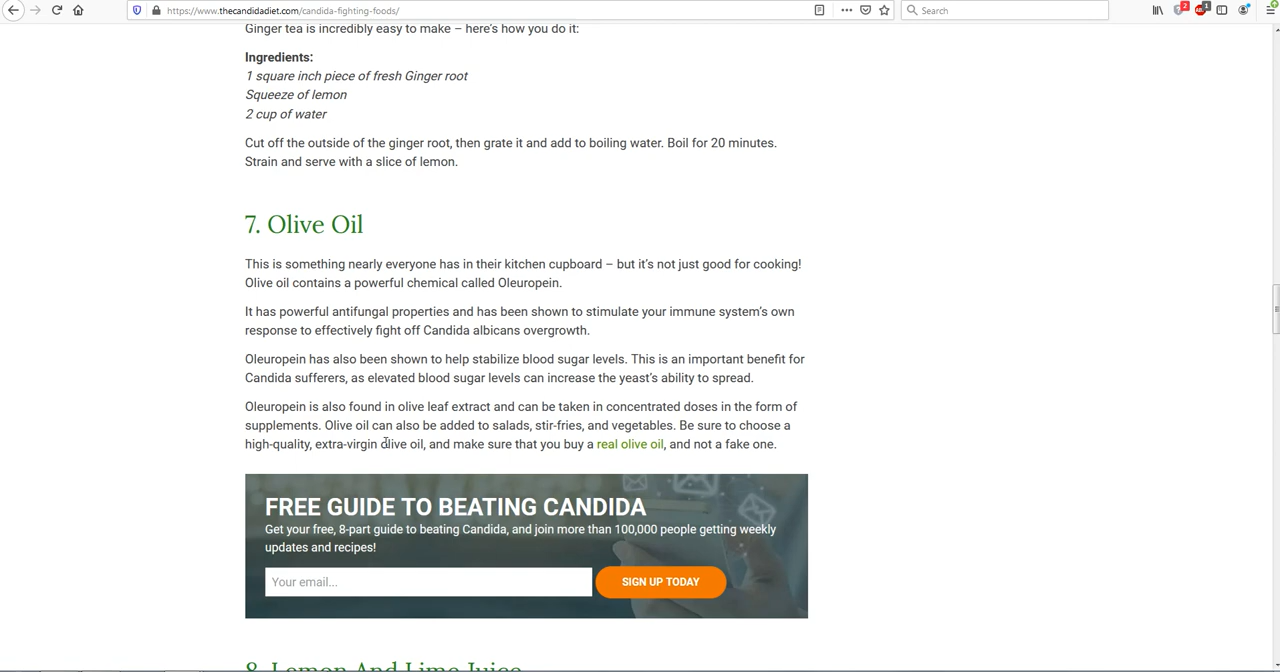 https://www.thecandidadiet.com/candida-fighting-foods/
Search
2
1
Ginger tea is incredibly easy to make – here's how you do it:
Ingredients:
1 square inch piece of fresh Ginger root
Squeeze of lemon
2 cup of water
Cut off the outside of the ginger root, then grate it and add to boiling water. Boil for 20 minutes.
Strain and serve with a slice of lemon.
7. Olive Oil
This is something nearly everyone has in their kitchen cupboard – but it's not just good for cooking!
Olive oil contains a powerful chemical called Oleuropein.
It has powerful antifungal properties and has been shown to stimulate your immune system's own
response to effectively fight off Candida albicans overgrowth.
Oleuropein has also been shown to help stabilize blood sugar levels. This is an important benefit for
Candida sufferers, as elevated blood sugar levels can increase the yeast's ability to spread.
Oleuropein is also found in olive leaf extract and can be taken in concentrated doses in the form of
supplements. Olive oil can also be added to salads, stir-fries, and vegetables. Be sure to choose a
high-quality, extra-virgin olive oil, and make sure that you buy a real olive oil, and not a fake one.
FREE GUIDE TO BEATING CANDIDA
Get your free, 8-part guide to beating Candida, and join more than 100,000 people getting weekly
updates and recipes!
Your email...
SIGN UP TODAY
8. Lemon And Lime Juice